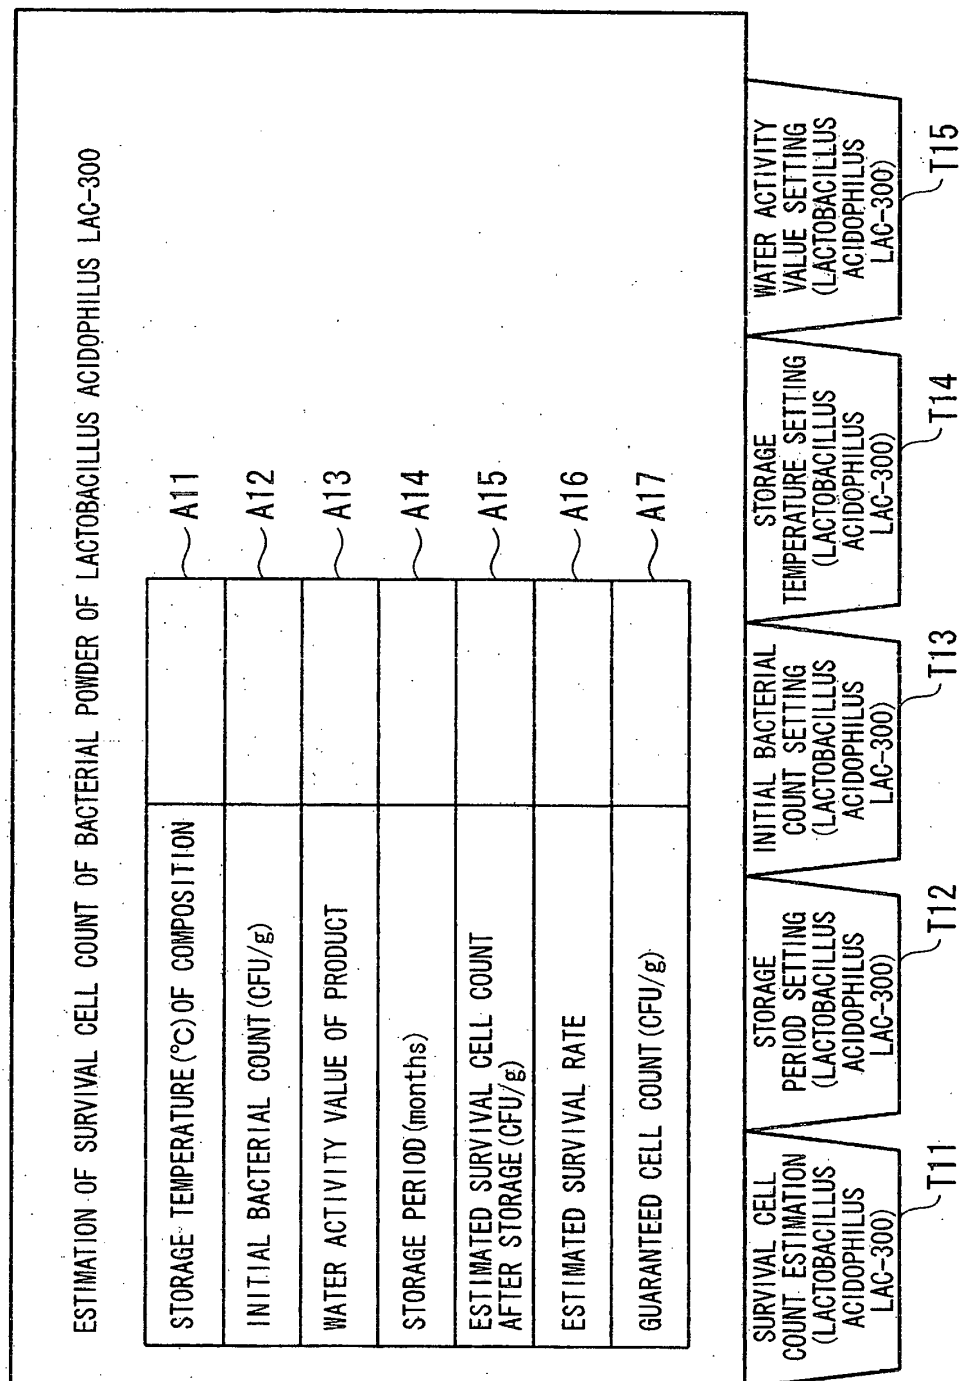 ESTIMATION OF SURVIVAL CELL COUNT OF BACTERIAL POWDER OF LACTOBACILLUS ACIDOPHILUS LAC-300
STORAGE TEMPERATURE(°C)OF COMPOSITION
A11
INITIAL BACTERIAL COUNT(CFU/g)
A12
WATER ACTIVITY VALUE OF PRODUCT
A13
STORAGE PERIOD(months)
A14
ESTIMATED SURVIVAL CELL COUNT
AFTER STORAGE(CFU/g)
A15
ESTIMATED SURVIVAL RATE
A16
GUARANTEED CELL COUNT(CFU/g)
A17
SURVIVAL CELL
COUNT ESTIMATION
(LACTOBACILLUS
ACIDOPHILUS
LAC-300)
T11
STORAGE
PERIOD SETTING
(LACTOBACILLUS
ACIDOPHILUS
LAC-300)
T12
INITIAL BACTERIAL
COUNT SETTING
(LACTOBACILLUS
ACIDOPHILUS
LAC-300)
T13
STORAGE
TEMPERATURE SETTING
(LACTOBACILLUS
ACIDOPHILUS
LAC-300)
T14
WATER ACTIVITY
VALUE SETTING
(LACTOBACILLUS
ACIDOPHILUS
LAC-300)
T15